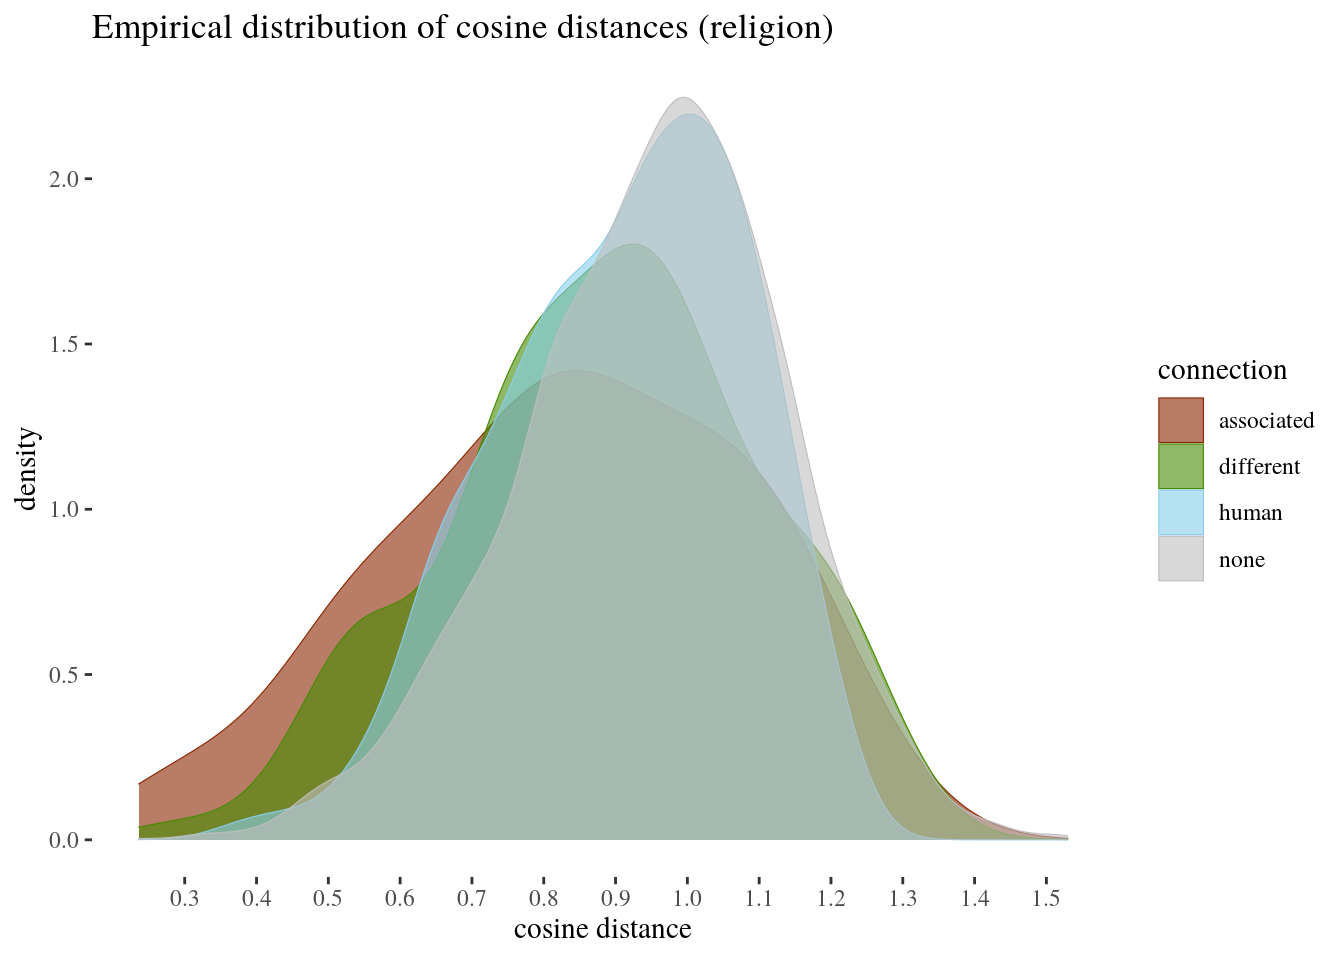 Empirical distribution of cosine distances (religion)
2.0
1.5
1.0
0.5
0.0
density
0.3 0.4 0.5 0.6 0.7 0.8 0.9 1.0 1.1 1.2 1.3 1.4 1.5
cosine distance
connection
associated
different
human
none